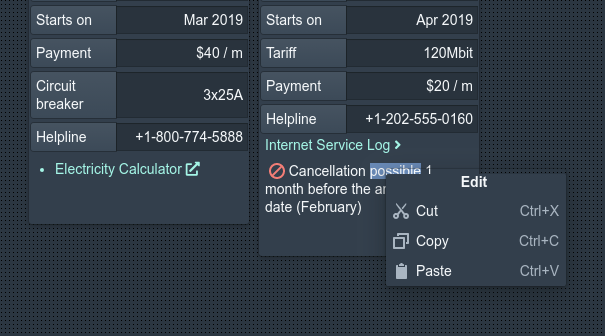 Starts on Mar 2019
Payment $40 / m
Circuit
breaker 3x25A
Helpline +1-800-774-5888
Electricity Calculator
Starts on Apr 2019
Tariff 120Mbit
Payment $20 / m
Helpline +1-202-555-0160
Internet Service Log
Cancellation possible 1
month before the
date (February)
Edit
Cut Ctrl+X
Copy Ctrl+C
Paste Ctrl+V